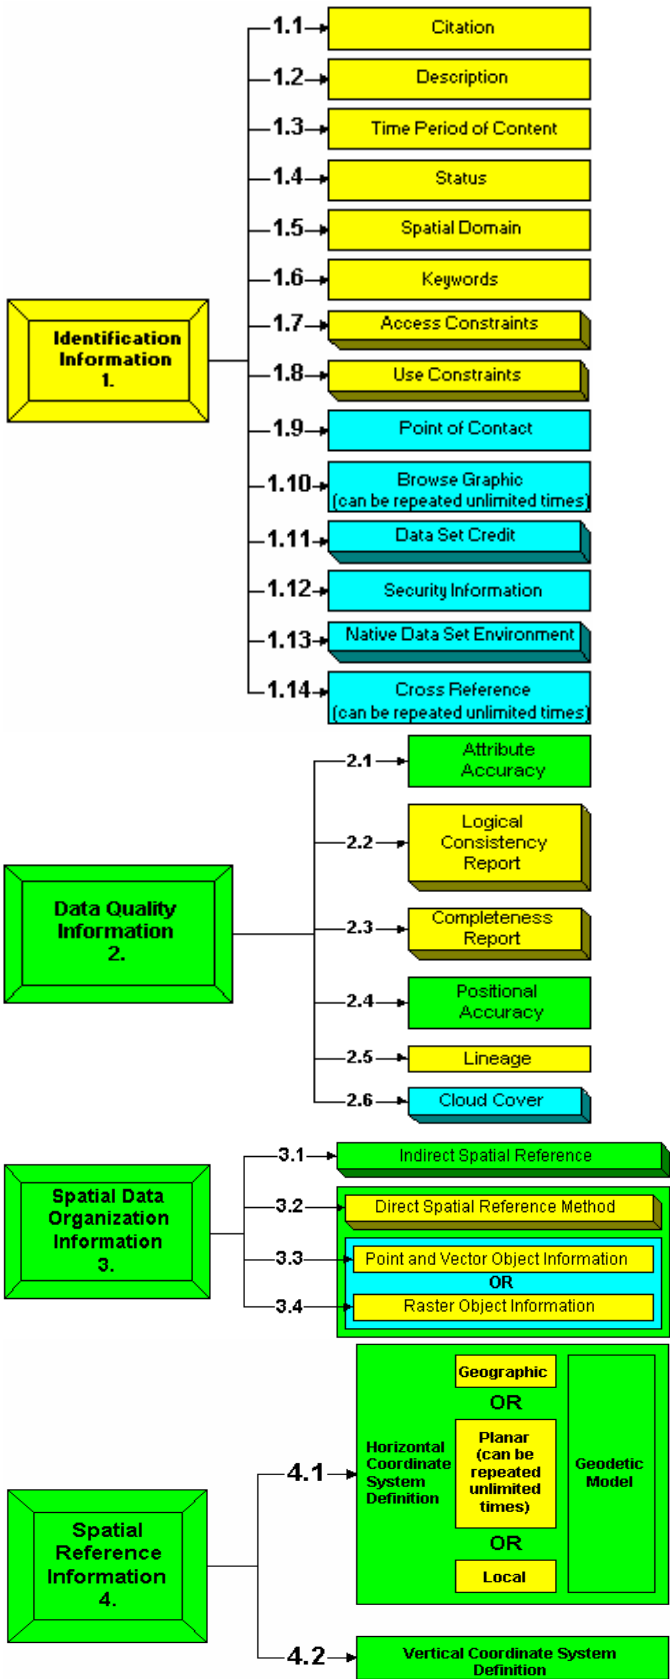 Identification
Information
1.
1.1
Citation
1.2
Description
1.3
Time Period of Content
1.4
Status
1.5
Spatial Domain
1.6
Keywords
1.7
Access Constraints
1.8
Use Constraints
1.9
Point of Contact
1.10
Browse Graphic
(can be repeated unlimited times)
1.11
Data Set Credit
1.12
Security Information
1.13
Native Data Set Environment
1.14
Cross Reference
(can be repeated unlimited times)
Data Quality
Information
2.
2.1
Attribute
Accuracy
2.2
Logical
Consistency
Report
2.3
Completeness
Report
2.4
Positional
Accuracy
2.5
Lineage
2.6
Cloud Cover
Spatial Data
Organization
Information
3.
3.1
Indirect Spatial Reference
3.2
Direct Spatial Reference Method
3.3
Point and Vector Object Information
OR
3.4
Raster Object Information
Spatial
Reference
Information
4.
4.1
Horizontal
Coordinate
System
Definition
Geographic
OR
Planar
(can be
repeated
unlimited
times)
OR
Local
Geodetic
Model
4.2
Vertical Coordinate System
Definition